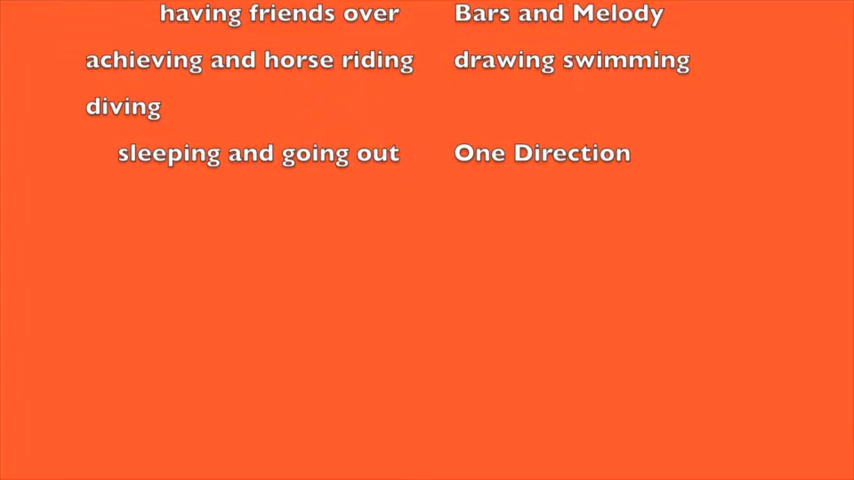 having friends over Bars and Melody
achieving and horse riding drawing swimming
diving
sleeping and going out One Direction